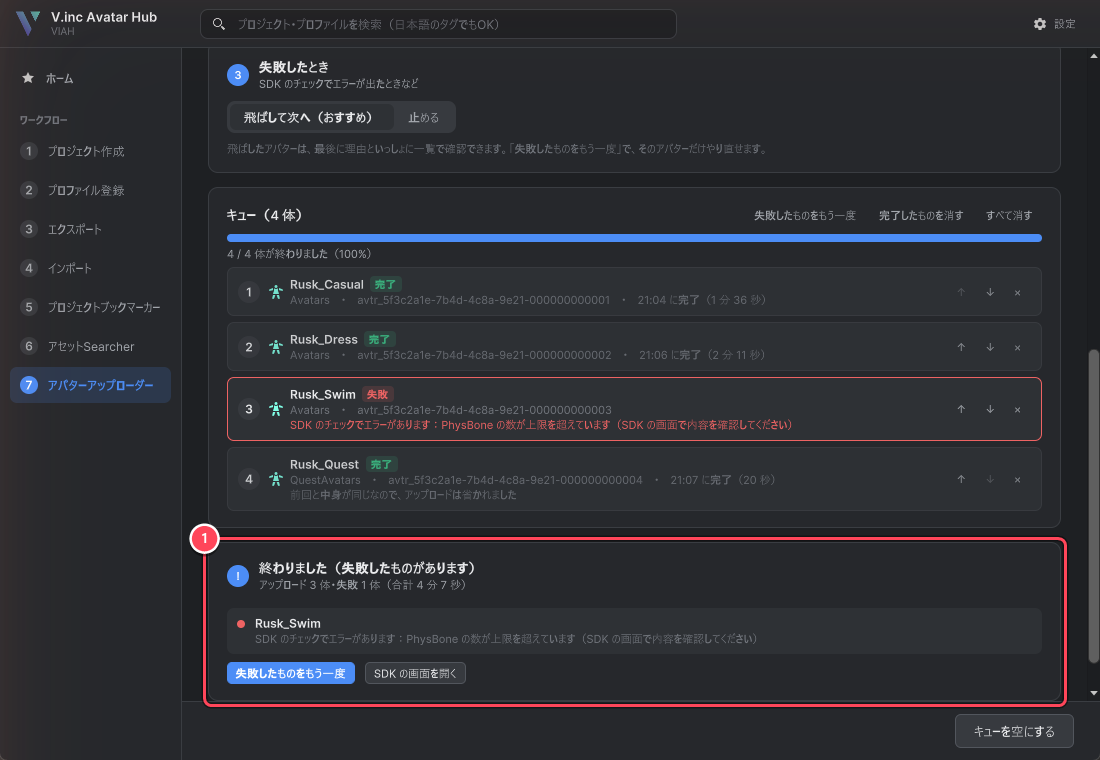 V.inc Avatar Hub
VIAH
プロジェクト・プロファイルを検索（日本語のタグでもOK）
設定
ホーム
ワークフロー
1 プロジェクト作成
2 プロファイル登録
3 エクスポート
4 インポート
5 プロジェクトブックマーカー
6 アセットSearcher
7 アバターアップローダー
3 失敗したとき
SDK のチェックでエラーが出たときなど
飛ばして次へ（おすすめ） 止める
飛ばしたアバターは、最後に理由といっしょに一覧で確認できます。「失敗したものをもう一度」で、そのアバターだけやり直せます。
キュー（4 体） 失敗したものをもう一度 完了したものを消す すべて消す
4 / 4 体が終わりました（100%）
1 Rusk_Casual 完了
Avatars ・ avtr_5f3c2a1e-7b4d-4c8a-9e21-000000000001 ・ 21:04 に完了（1 分 36 秒） ↑ ↓ ×
2 Rusk_Dress 完了
Avatars ・ avtr_5f3c2a1e-7b4d-4c8a-9e21-000000000002 ・ 21:06 に完了（2 分 11 秒） ↑ ↓ ×
3 Rusk_Swim 失敗
Avatars ・ avtr_5f3c2a1e-7b4d-4c8a-9e21-000000000003 ↑ ↓ ×
SDK のチェックでエラーがあります：PhysBone の数が上限を超えています（SDK の画面で内容を確認してください）
4 Rusk_Quest 完了
QuestAvatars ・ avtr_5f3c2a1e-7b4d-4c8a-9e21-000000000004 ・ 21:07 に完了（20 秒） ↑ ↓ ×
前回と中身が同じなので、アップロードは省かれました
1
! 終わりました（失敗したものがあります）
アップロード 3 体・失敗 1 体（合計 4 分 7 秒）
Rusk_Swim
SDK のチェックでエラーがあります：PhysBone の数が上限を超えています（SDK の画面で内容を確認してください）
失敗したものをもう一度 SDK の画面を開く
キューを空にする